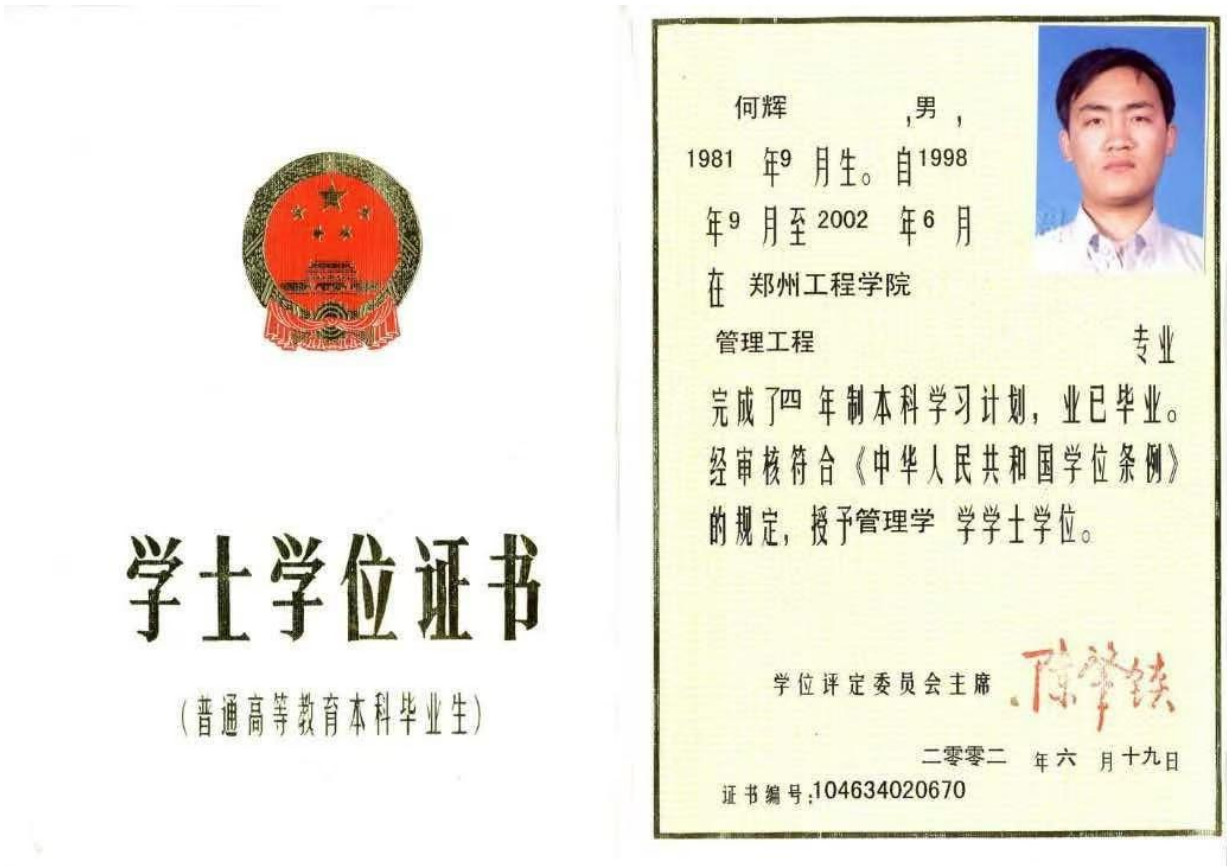 学士学位证书
(普通高等教育本科毕业生)
何辉,男,
1981年9月生。自1998
年9月至2002年6月
在郑州工程学院
管理工程专业
完成了四年制本科学习计划，业已毕业。
经审核符合《中华人民共和国学位条例》
的规定，授予管理学学学士学位。
学位评定委员会主席
二零零二年六月十九日
证书编号:104634020670